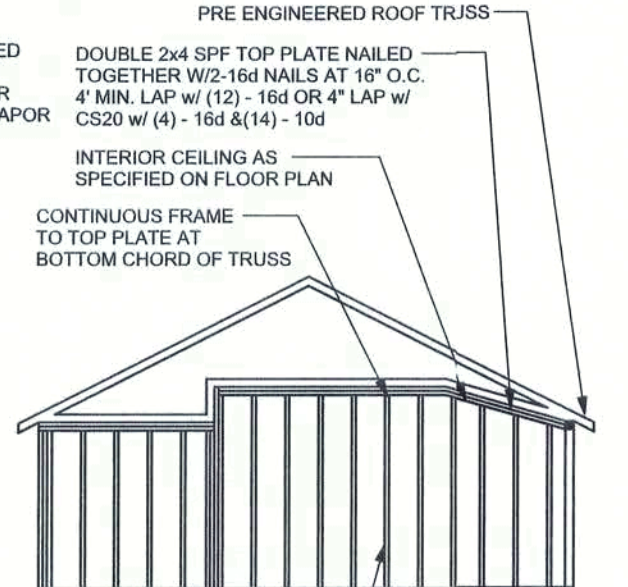 PRE ENGINEERED ROOF TRJSS
ED
R
APOR
DOUBLE 2x4 SPF TOP PLATE NAILED
TOGETHER W/2-16d NAILS AT 16" O.C.
4' MIN. LAP w/ (12) - 16d OR 4" LAP w/
CS20 w/ (4) - 16d &(14) - 10d
INTERIOR CEILING AS
SPECIFIED ON FLOOR PLAN
CONTINUOUS FRAME
TO TOP PLATE AT
BOTTOM CHORD OF TRUSS